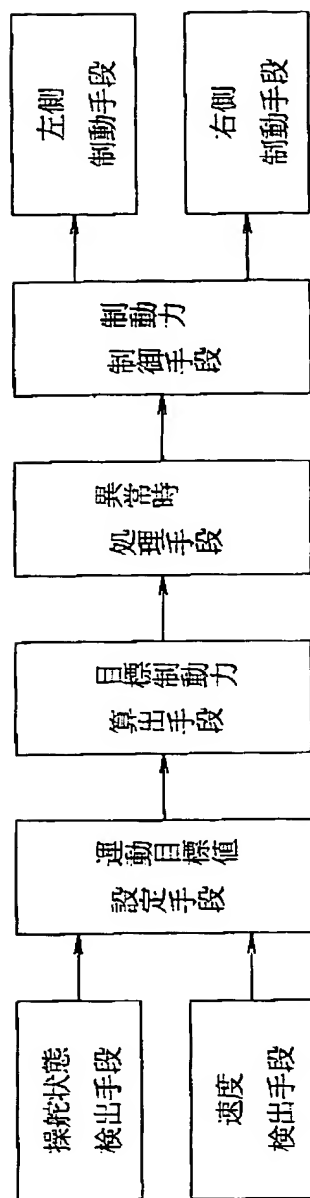 操舵状態
検出手段
速度
検出手段
運動目標値
設定手段
目標制動力
算出手段
異常時
処理手段
制動力
制御手段
左側
制動手段
右側
制動手段